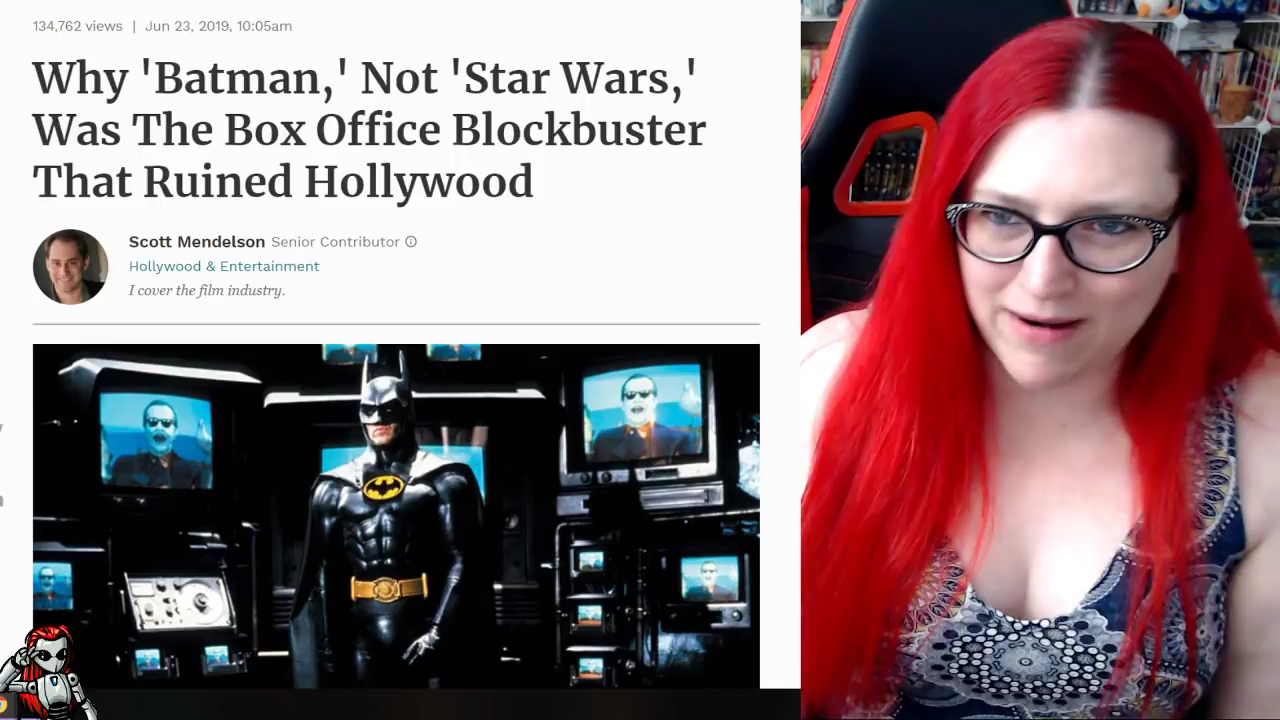 134,762 views | Jun 23, 2019, 10:05am
Why 'Batman,' Not 'Star Wars,'
Was The Box Office Blockbuster
That Ruined Hollywood
Scott Mendelson Senior Contributor
Hollywood & Entertainment
I cover the film industry.